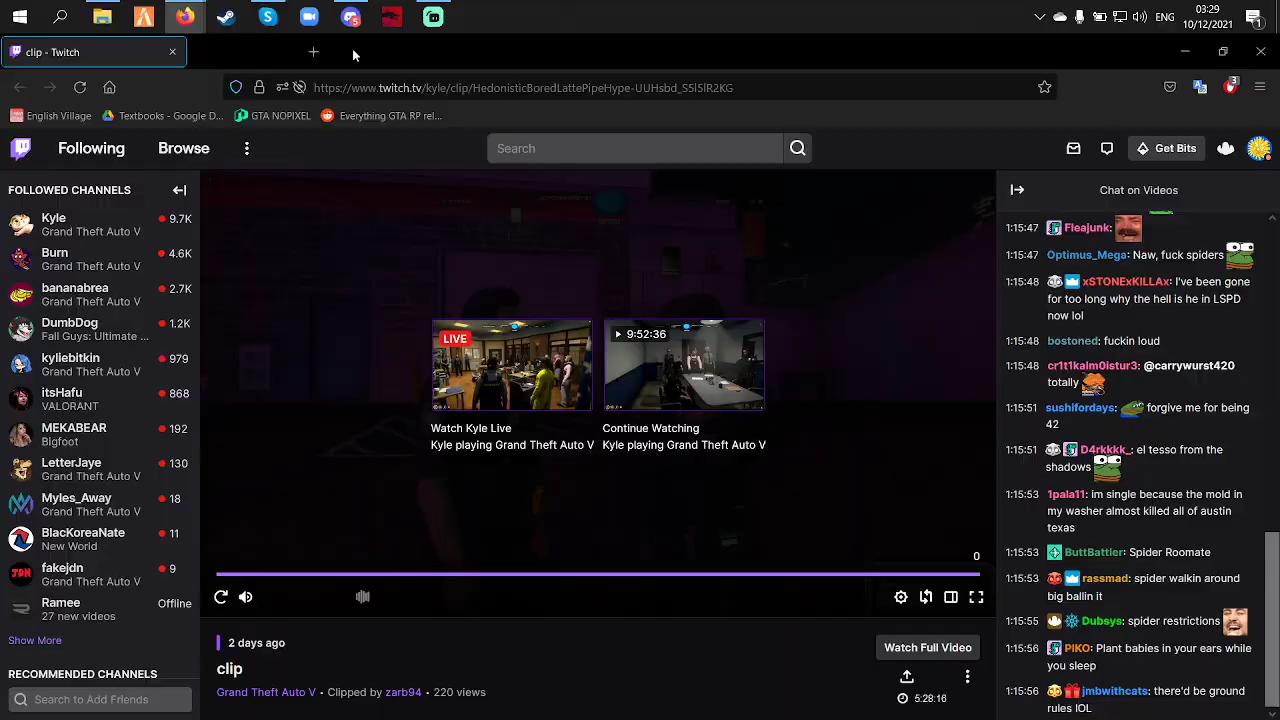 5
ENG
03:29
10/12/2021
1
clip - Twitch
https://www.twitch.tv/kyle/clip/HedonisticBoredLattePipeHype-UUHsbd_S5l5lR2KG
3
English Village
Textbooks - Google D...
GTA NOPIXEL
Everything GTA RP rel...
Following
Browse
Search
Get Bits
FOLLOWED CHANNELS
Kyle
9.7K
Grand Theft Auto V
Burn
4.6K
Grand Theft Auto V
bananabrea
2.7K
Grand Theft Auto V
DumbDog
1.2K
Fall Guys: Ultimate ...
kyliebitkin
979
Grand Theft Auto V
itsHafu
868
VALORANT
MEKABEAR
192
Bigfoot
LetterJaye
130
Grand Theft Auto V
Myles_Away
18
Grand Theft Auto V
BlacKoreaNate
11
New World
fakejdn
9
Grand Theft Auto V
Ramee
Offline
27 new videos
Show More
RECOMMENDED CHANNELS
Search to Add Friends
LIVE
Watch Kyle Live
Kyle playing Grand Theft Auto V
9:52:36
Continue Watching
Kyle playing Grand Theft Auto V
0
2 days ago
Watch Full Video
clip
Grand Theft Auto V • Clipped by zarb94 • 220 views
5:28:16
Chat on Videos
1:15:47 Fleajunk:
1:15:47 Optimus_Mega: Naw, fuck spiders
1:15:48 xSTONExKILLAx: I've been gone
for too long why the hell is he in LSPD
now lol
1:15:48 bostoned: fuckin loud
1:15:48 cr1t1kalm0istur3: @carrywurst420
totally
1:15:51 sushifordays: forgive me for being
42
1:15:51 D4rkkkk_: el tesso from the
shadows
1:15:53 1pala11: im single because the mold in
my washer almost killed all of austin
texas
1:15:53 ButtBattler: Spider Roomate
1:15:53 rassmad: spider walkin around
big ballin it
1:15:55 Dubsys: spider restrictions
1:15:56 PIKO: Plant babies in your ears while
you sleep
1:15:56 jmbwithcats: there'd be ground
rules lOL